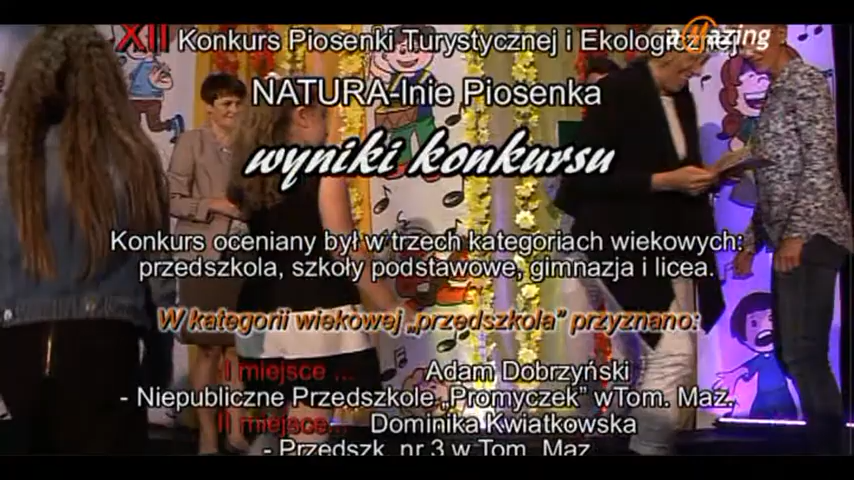 amazing
XII Konkurs Piosenki Turystycznej i Ekologicznej
NATURA-lnie Piosenka
wyniki konkursu
Konkurs oceniany był w trzech kategoriach wiekowych:
przedszkola, szkoły podstawowe, gimnazja i licea.
W kategorii wiekowej „przedszkola" przyznano:
I miejsce ... Adam Dobrzyński
- Niepubliczne Przedszkole „Promyczek” wTom. Maz.
II miejsce... Dominika Kwiatkowska
- Przedszk. nr 3 w Tom. Maz.